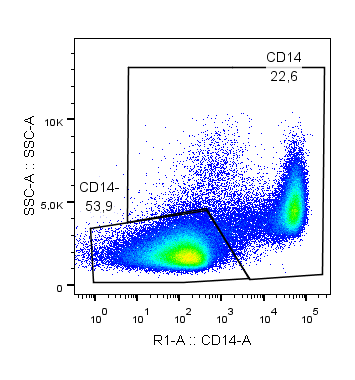 CD14
22,6
10K
CD14-
53,9
5,0K
0
10^0 10^1 10^2 10^3 10^4 10^5
SSC-A :: SSC-A
R1-A :: CD14-A